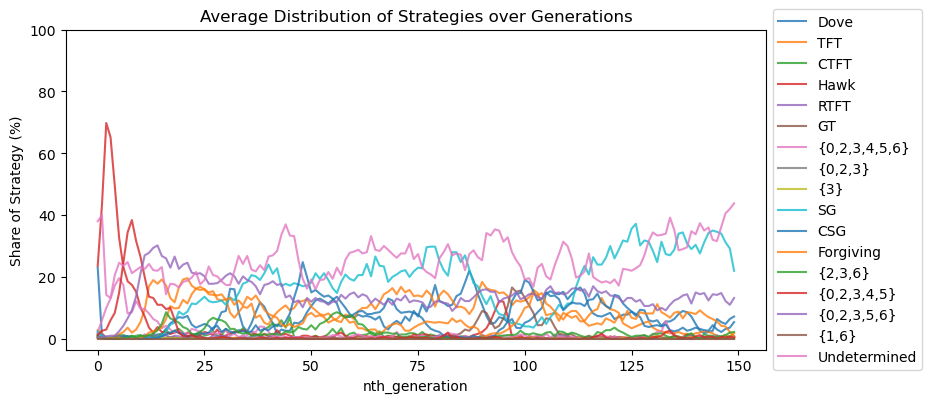 Average Distribution of Strategies over Generations
100
80
60
40
20
0
Share of Strategy (%)
0 25 50 75 100 125 150
nth_generation
Dove
TFT
CTFT
Hawk
RTFT
GT
{0,2,3,4,5,6}
{0,2,3}
{3}
SG
CSG
Forgiving
{2,3,6}
{0,2,3,4,5}
{0,2,3,5,6}
{1,6}
Undetermined